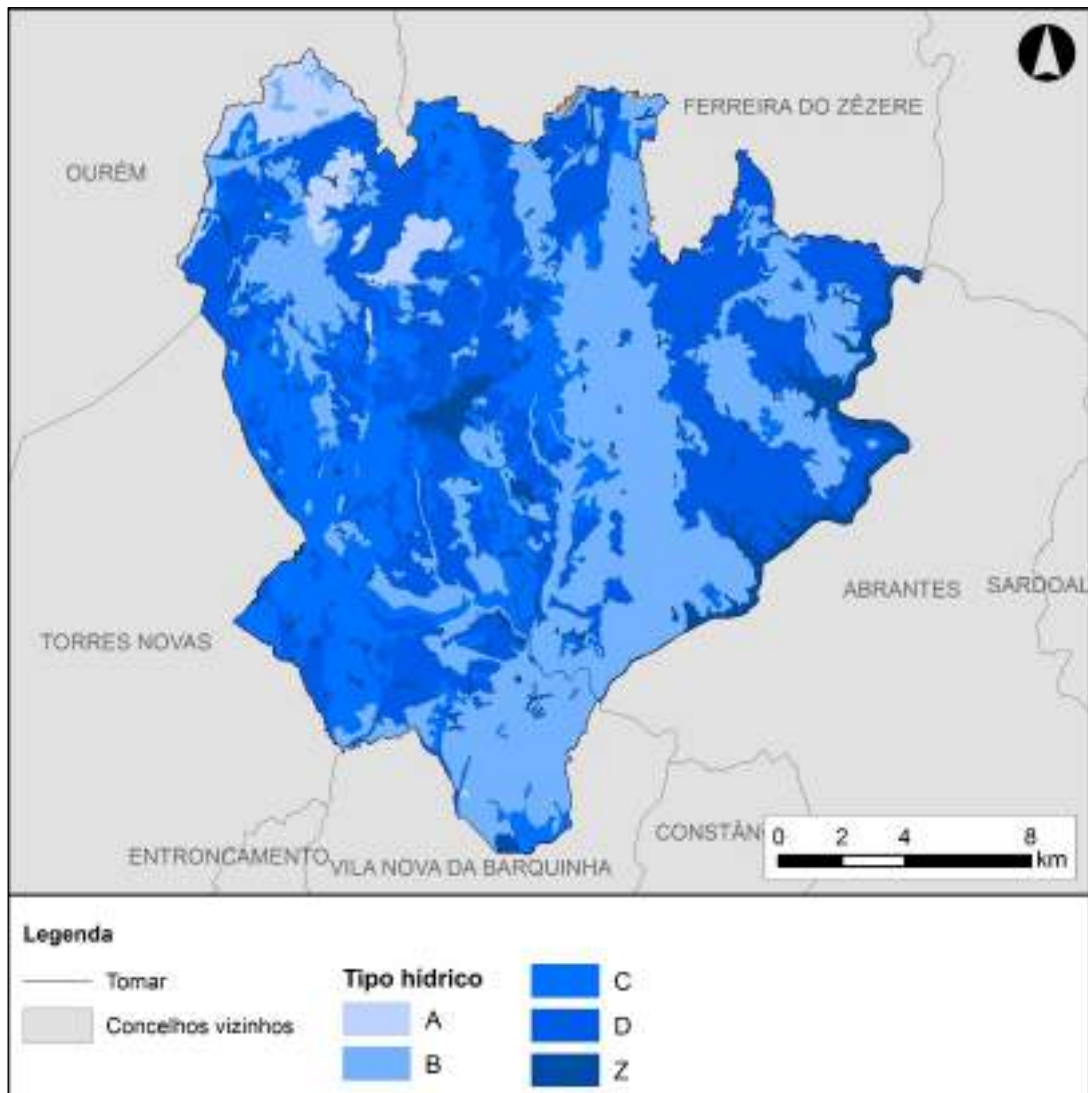 FERREIRA DO ZÊZERE
OURÉM
ABRANTES
SARDOAL
TORRES NOVAS
CONSTÂN
ENTRONCAMENTO
VILA NOVA DA BARQUINHA
0 2 4 8
km
Legenda
Tomar
Concelhos vizinhos
Tipo hídrico
A
B
C
D
Z